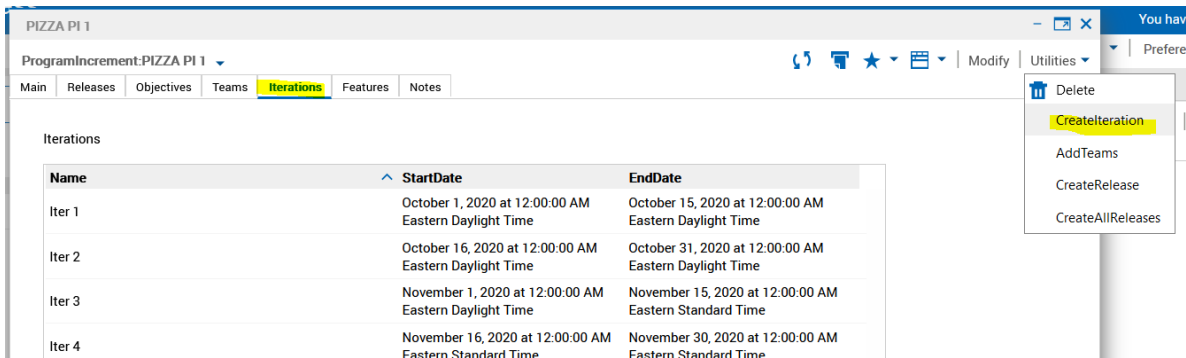 PIZZA PI 1
You hav
ProgramIncrement:PIZZA PI 1
Modify
Utilities
Prefere
Main Releases Objectives Teams Iterations Features Notes
Delete
CreateIteration
AddTeams
CreateRelease
CreateAllReleases
Iterations
Name StartDate EndDate
Iter 1
October 1, 2020 at 12:00:00 AM
Eastern Daylight Time
October 15, 2020 at 12:00:00 AM
Eastern Daylight Time
Iter 2
October 16, 2020 at 12:00:00 AM
Eastern Daylight Time
October 31, 2020 at 12:00:00 AM
Eastern Daylight Time
Iter 3
November 1, 2020 at 12:00:00 AM
Eastern Daylight Time
November 15, 2020 at 12:00:00 AM
Eastern Standard Time
Iter 4
November 16, 2020 at 12:00:00 AM
Eastern Standard Time
November 30, 2020 at 12:00:00 AM
Eastern Standard Time